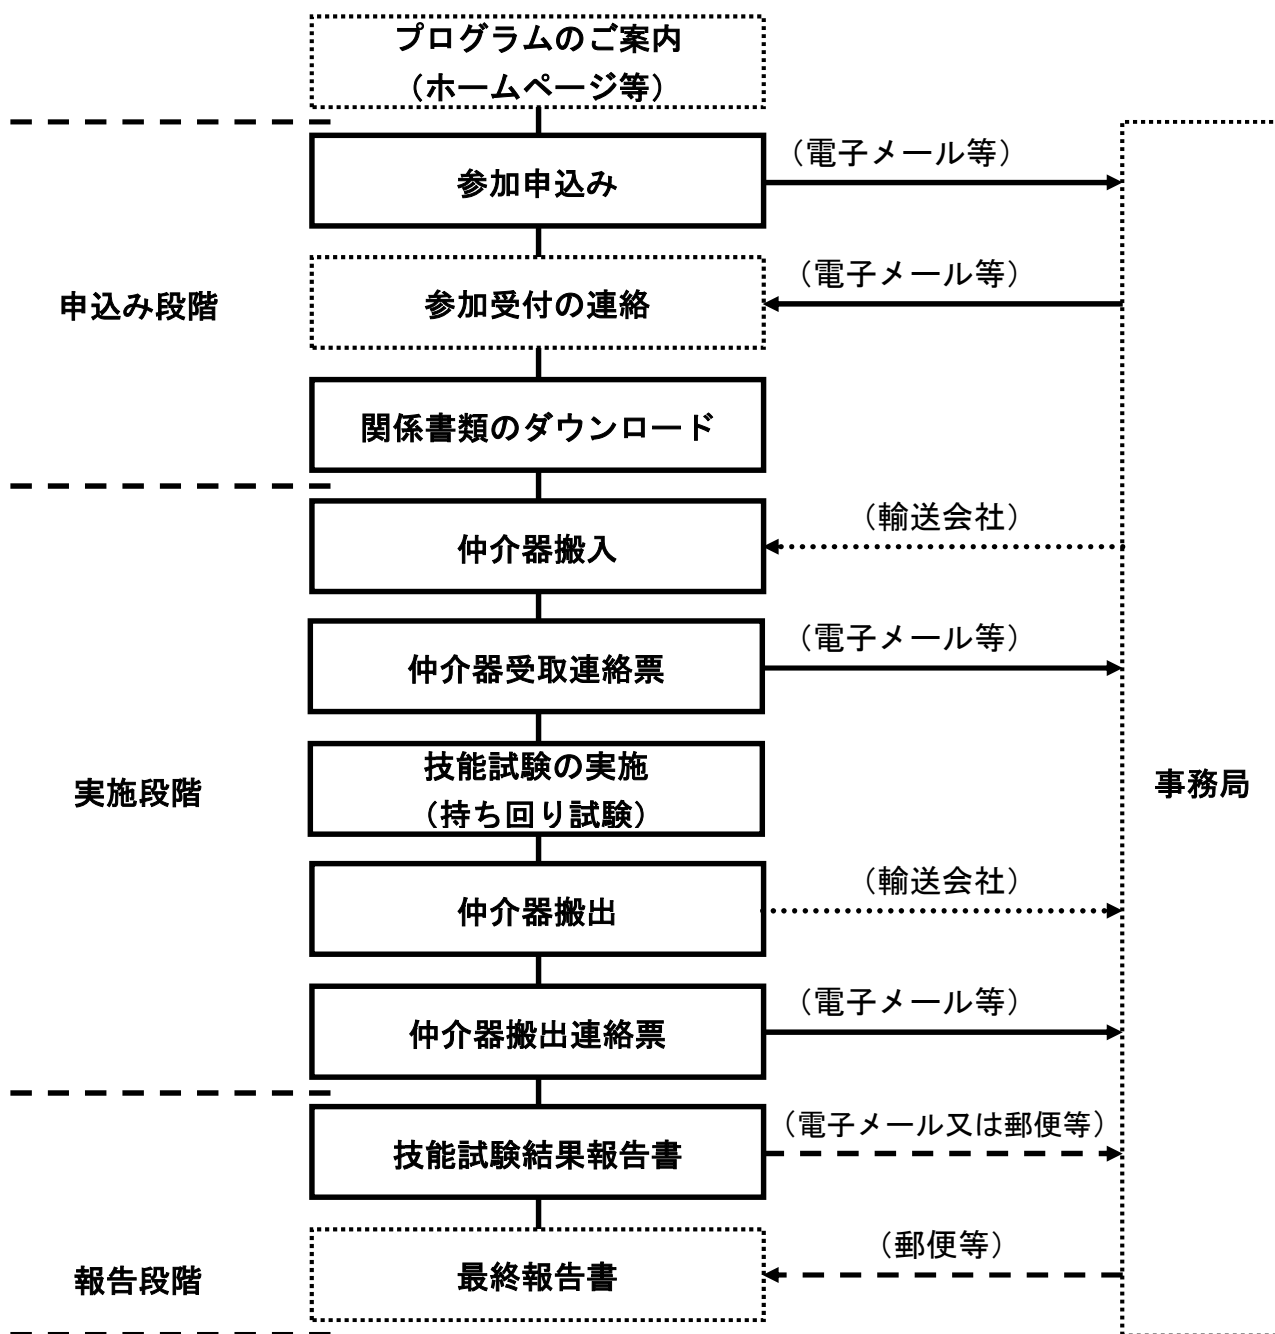 プログラムのご案内
（ホームページ等）
参加申込み
（電子メール等）
申込み段階
参加受付の連絡
（電子メール等）
関係書類のダウンロード
仲介器搬入
（輸送会社）
仲介器受取連絡票
（電子メール等）
実施段階
技能試験の実施
（持ち回り試験）
事務局
仲介器搬出
（輸送会社）
仲介器搬出連絡票
（電子メール等）
技能試験結果報告書
（電子メール又は郵便等）
報告段階
最終報告書
（郵便等）